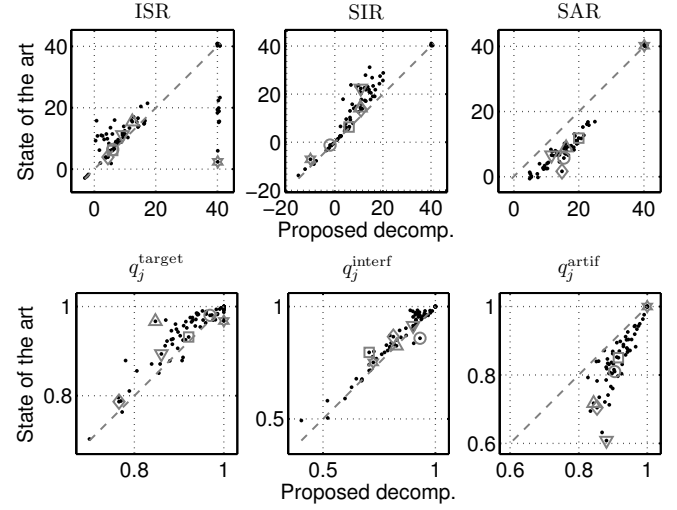 ISR SIR SAR
State of the art
40
20
0
0 20 40
40
20
0
−20
−20 0 20 40
40
20
0
0 20 40
Proposed decomp.
q_j^target q_j^interf q_j^artif
State of the art
1
0.8
0.8 1
1
0.5
0.5 1
1
0.8
0.6
0.6 0.8 1
Proposed decomp.